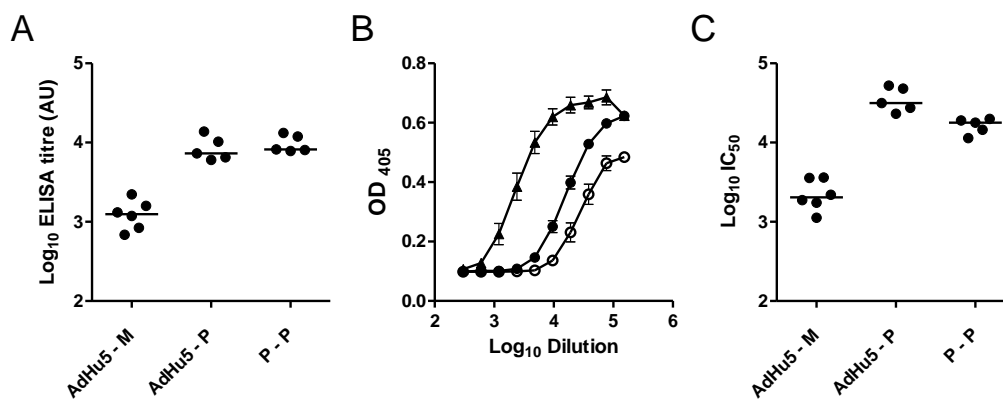 A
Log10 ELISA titre (AU)
5
4
3
2
AdHu5 - M
AdHu5 - P
P - P
B
OD 405
0.8
0.6
0.4
0.2
0.0
2 3 4 5 6
Log10 Dilution
C
Log10 IC50
5
4
3
2
AdHu5 - M
AdHu5 - P
P - P